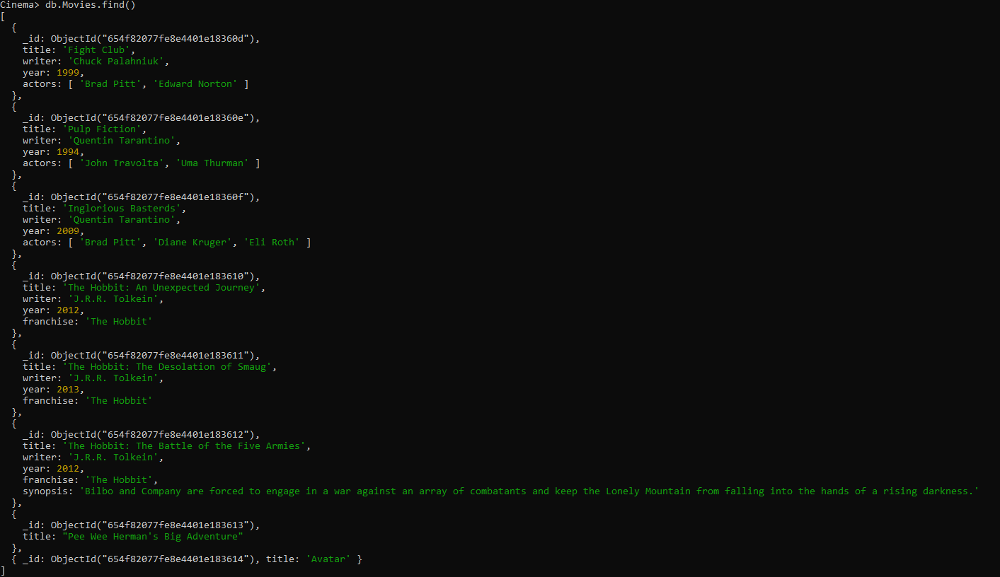 Cinema> db.Movies.find()
[
  {
    _id: ObjectId("654f82077fe8e4401e18360d"),
    title: 'Fight Club',
    writer: 'Chuck Palahniuk',
    year: 1999,
    actors: [ 'Brad Pitt', 'Edward Norton' ]
  },
  {
    _id: ObjectId("654f82077fe8e4401e18360e"),
    title: 'Pulp Fiction',
    writer: 'Quentin Tarantino',
    year: 1994,
    actors: [ 'John Travolta', 'Uma Thurman' ]
  },
  {
    _id: ObjectId("654f82077fe8e4401e18360f"),
    title: 'Inglorious Basterds',
    writer: 'Quentin Tarantino',
    year: 2009,
    actors: [ 'Brad Pitt', 'Diane Kruger', 'Eli Roth' ]
  },
  {
    _id: ObjectId("654f82077fe8e4401e183610"),
    title: 'The Hobbit: An Unexpected Journey',
    writer: 'J.R.R. Tolkein',
    year: 2012,
    franchise: 'The Hobbit'
  },
  {
    _id: ObjectId("654f82077fe8e4401e183611"),
    title: 'The Hobbit: The Desolation of Smaug',
    writer: 'J.R.R. Tolkein',
    year: 2013,
    franchise: 'The Hobbit'
  },
  {
    _id: ObjectId("654f82077fe8e4401e183612"),
    title: 'The Hobbit: The Battle of the Five Armies',
    writer: 'J.R.R. Tolkein',
    year: 2012,
    franchise: 'The Hobbit',
    synopsis: 'Bilbo and Company are forced to engage in a war against an array of combatants and keep the Lonely Mountain from falling into the hands of a rising darkness.'
  },
  {
    _id: ObjectId("654f82077fe8e4401e183613"),
    title: "Pee Wee Herman's Big Adventure"
  },
  { _id: ObjectId("654f82077fe8e4401e183614"), title: 'Avatar' }
]